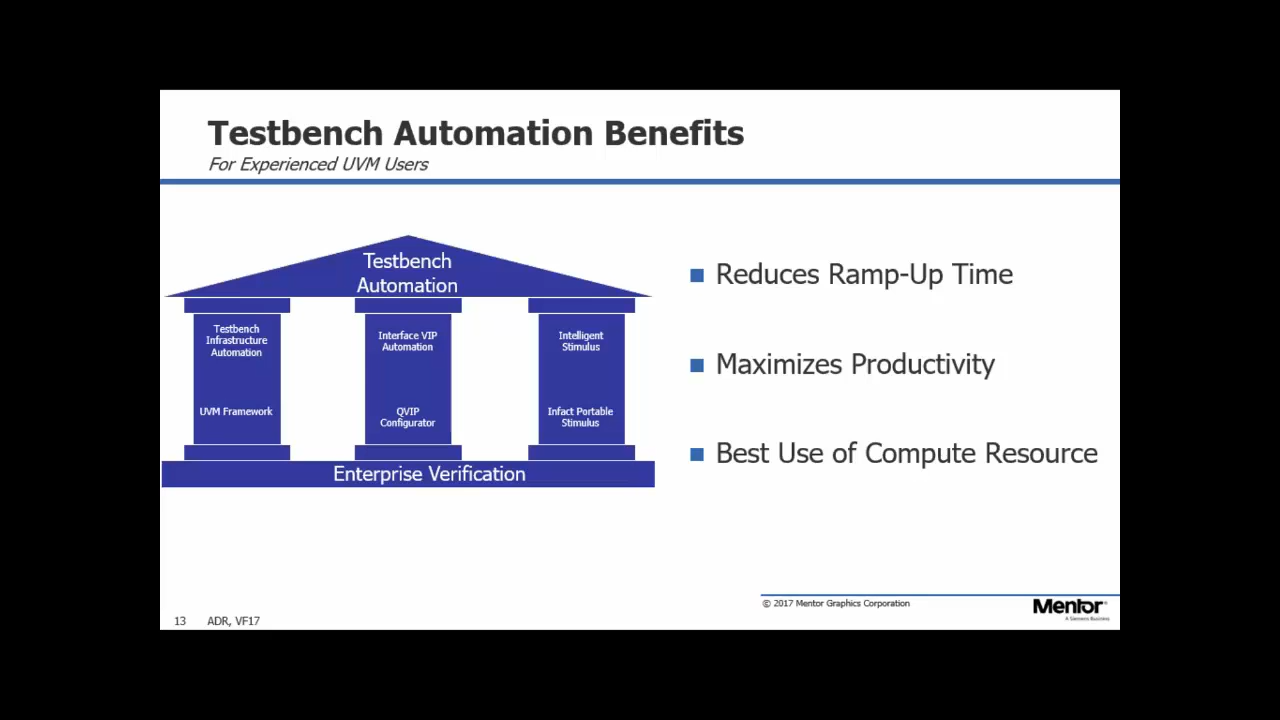 Testbench Automation Benefits
For Experienced UVM Users
Testbench
Automation
Testbench
Infrastructure
Automation
UVM Framework
Interface VIP
Automation
QVIP
Configurator
Intelligent
Stimulus
Infact Portable
Stimulus
Enterprise Verification
Reduces Ramp-Up Time
Maximizes Productivity
Best Use of Compute Resource
© 2017 Mentor Graphics Corporation
Mentor®
A Siemens Business
13 ADR, VF17